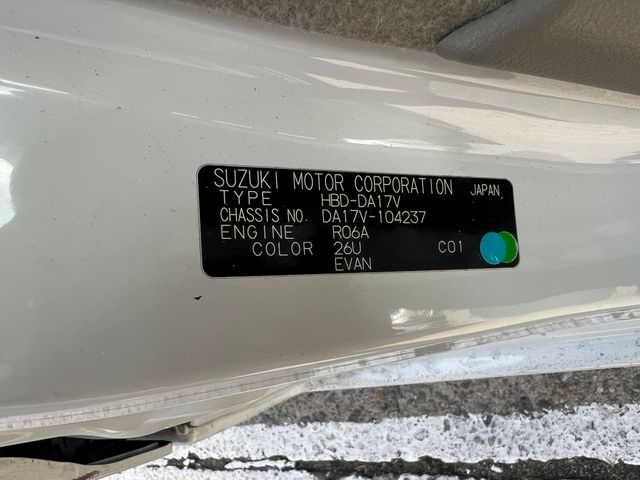 SUZUKI MOTOR CORPORATION JAPAN
TYPE HBD-DA17V
CHASSIS NO. DA17V-104237
ENGINE R06A
COLOR 26U C01
EVAN